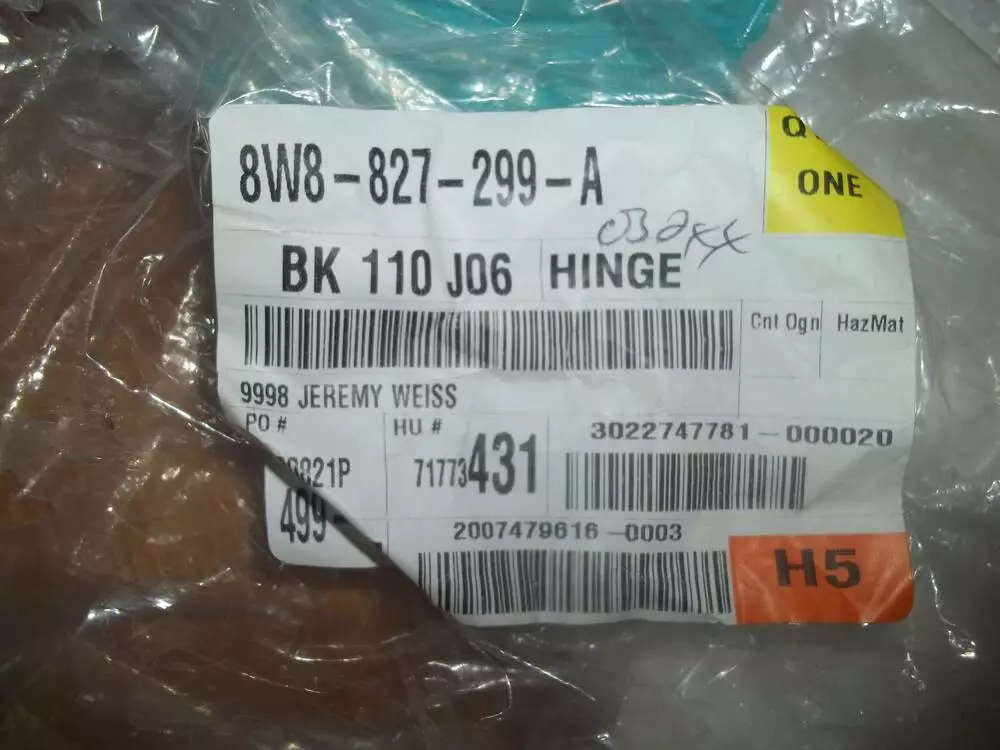 8W8-827-299-A
ONE
BK 110 J06
HINGE
Cnt Ogn
HazMat
9998 JEREMY WEISS
PO #
HU #
3022747781-000020
71773431
499-
2007479616-0003
H5